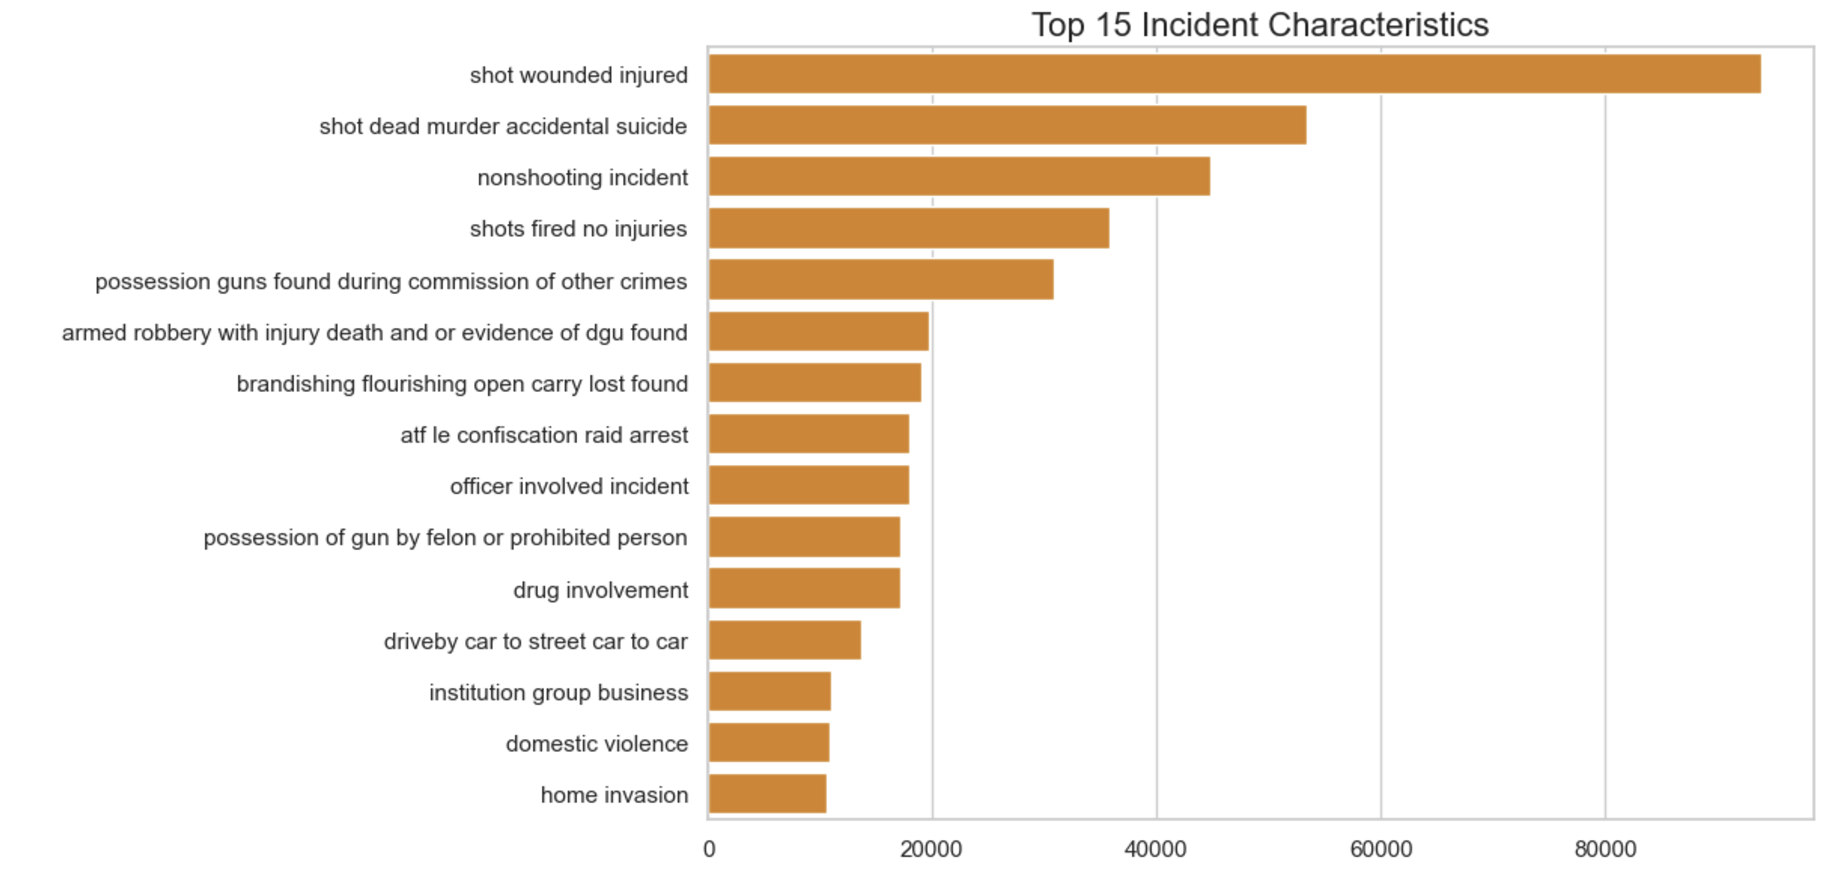 Top 15 Incident Characteristics
shot wounded injured
shot dead murder accidental suicide
nonshooting incident
shots fired no injuries
possession guns found during commission of other crimes
armed robbery with injury death and or evidence of dgu found
brandishing flourishing open carry lost found
atf le confiscation raid arrest
officer involved incident
possession of gun by felon or prohibited person
drug involvement
driveby car to street car to car
institution group business
domestic violence
home invasion
0 20000 40000 60000 80000